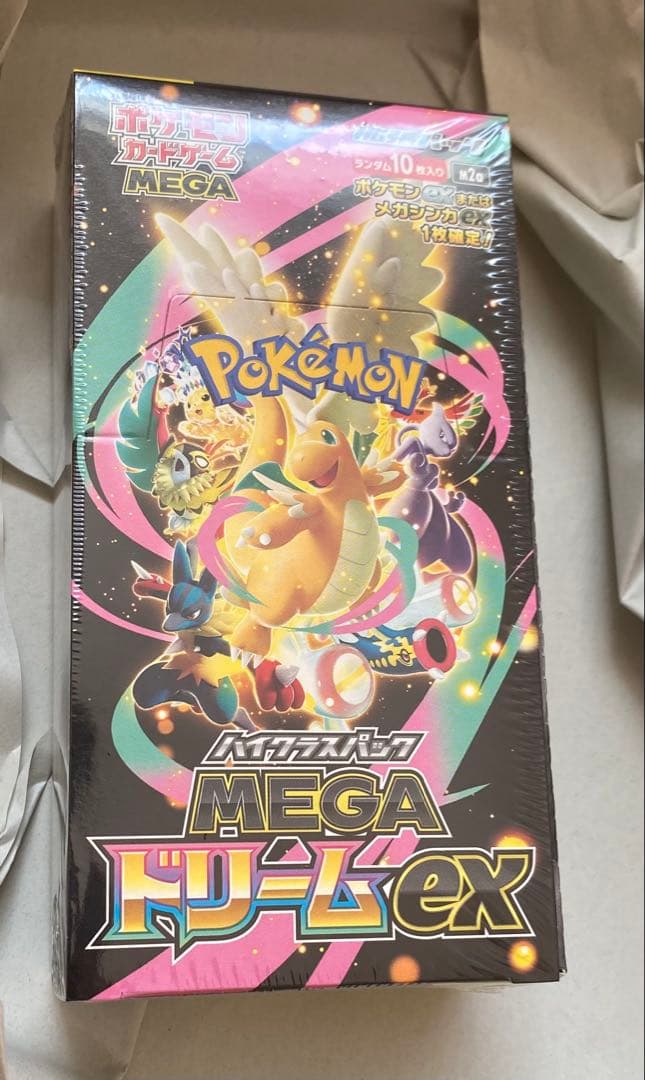 ポケモン
カードゲーム
MEGA
ランダム10枚入り
M2a
ポケモンexまたは
メガシンカex
1枚確定!
POKéMON
ハイクラスパック
MEGA
ドリームex